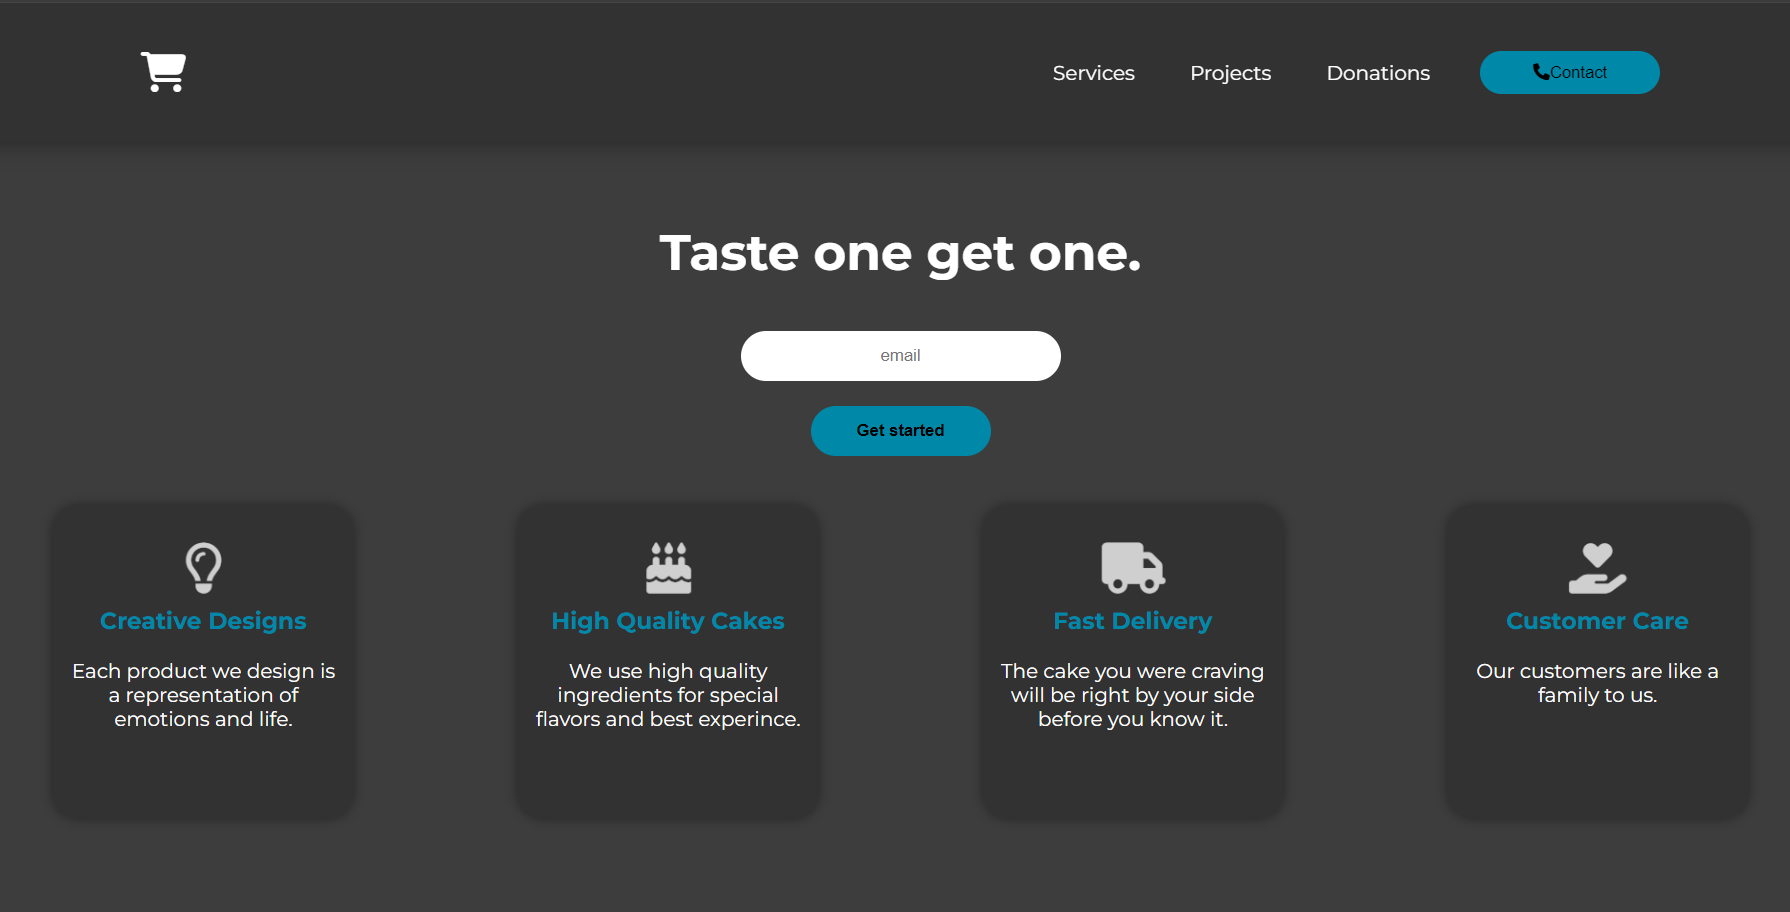 Services Projects Donations Contact
Taste one get one.
email
Get started
Creative Designs
Each product we design is
a representation of
emotions and life.
High Quality Cakes
We use high quality
ingredients for special
flavors and best experince.
Fast Delivery
The cake you were craving
will be right by your side
before you know it.
Customer Care
Our customers are like a
family to us.